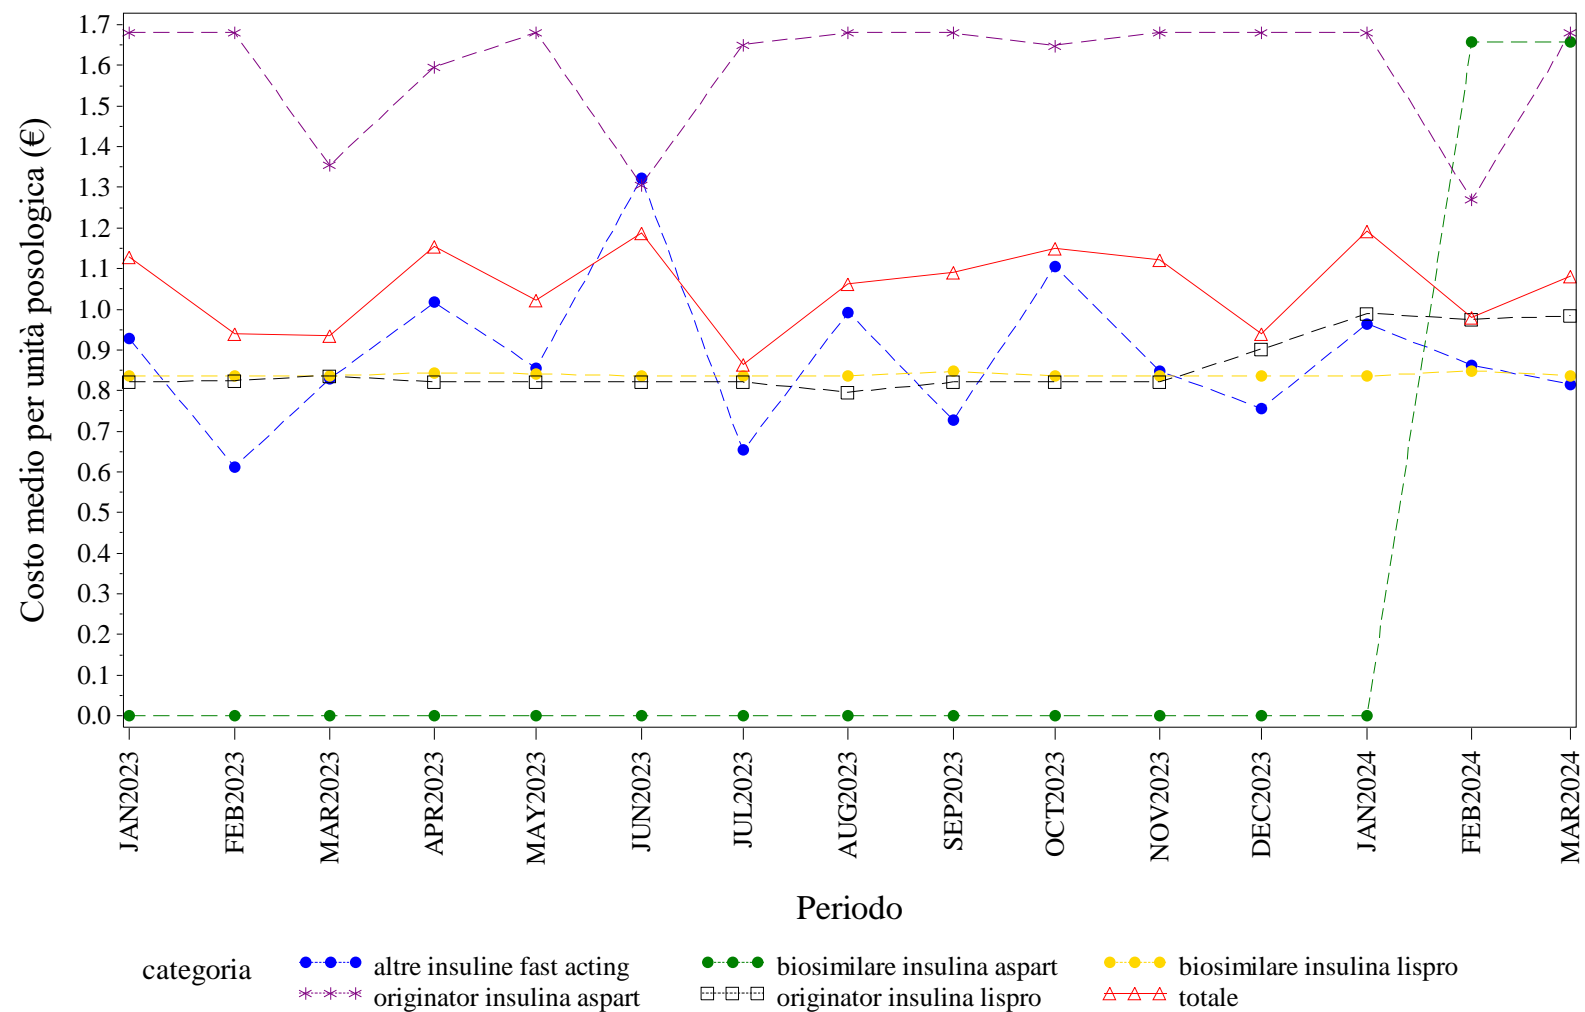 Costo medio per unità posologica (€)
1.7
1.6
1.5
1.4
1.3
1.2
1.1
1.0
0.9
0.8
0.7
0.6
0.5
0.4
0.3
0.2
0.1
0.0
JAN2023
FEB2023
MAR2023
APR2023
MAY2023
JUN2023
JUL2023
AUG2023
SEP2023
OCT2023
NOV2023
DEC2023
JAN2024
FEB2024
MAR2024
Periodo
categoria
altre insuline fast acting
biosimilare insulina aspart
biosimilare insulina lispro
originator insulina aspart
originator insulina lispro
totale